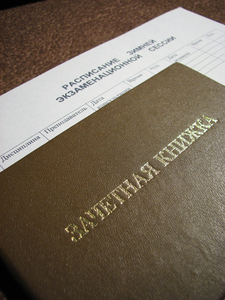 РАСПИСАНИЕ ЗИМНЕЙ
ЭКЗАМЕНАЦИОННОЙ СЕССИИ
Дисциплина Преподаватель Дата
ЗАЧЕТНАЯ КНИЖКА